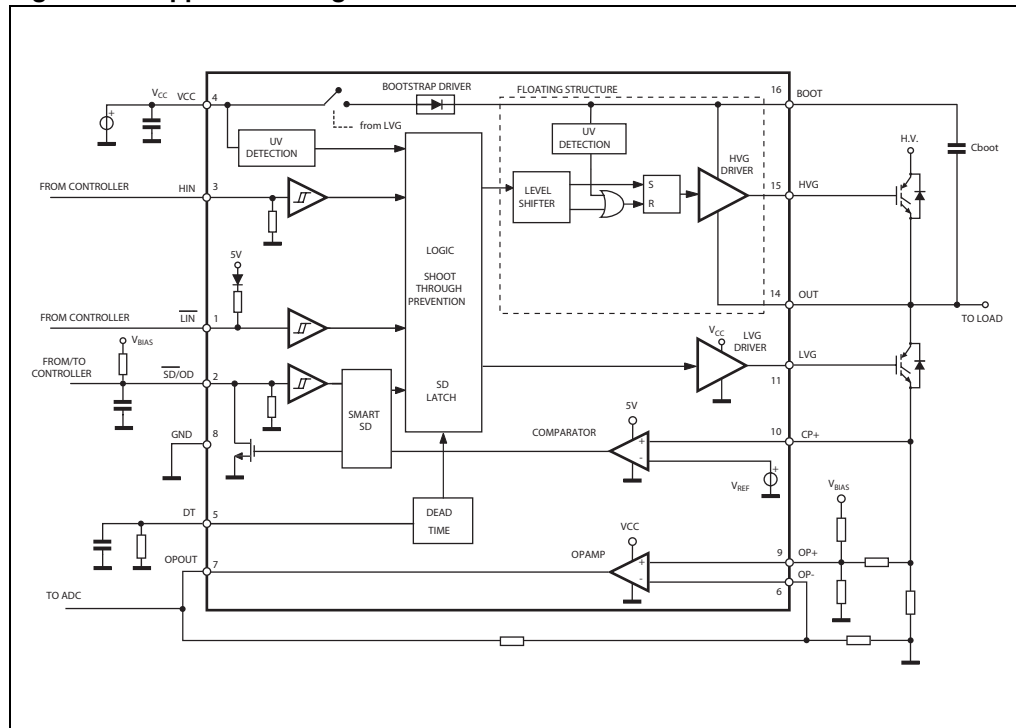 BOOTSTRAP DRIVER
FLOATING STRUCTURE
VCC
VCC
4
16
BOOT
from LVG
UV
DETECTION
UV
DETECTION
H.V.
Cboot
FROM CONTROLLER
HIN
3
HVG
DRIVER
15
HVG
LEVEL
SHIFTER
S
R
LOGIC
SHOOT
THROUGH
PREVENTION
5V
14
OUT
TO LOAD
FROM CONTROLLER
LIN
1
VCC
LVG
DRIVER
LVG
11
VBIAS
FROM/TO
CONTROLLER
SD/OD
2
SD
LATCH
SMART
SD
5V
GND
8
COMPARATOR
+
-
10
CP+
+
VREF
VBIAS
DT
5
DEAD
TIME
VCC
OPOUT
7
OPAMP
+
-
9
OP+
OP-
6
TO ADC